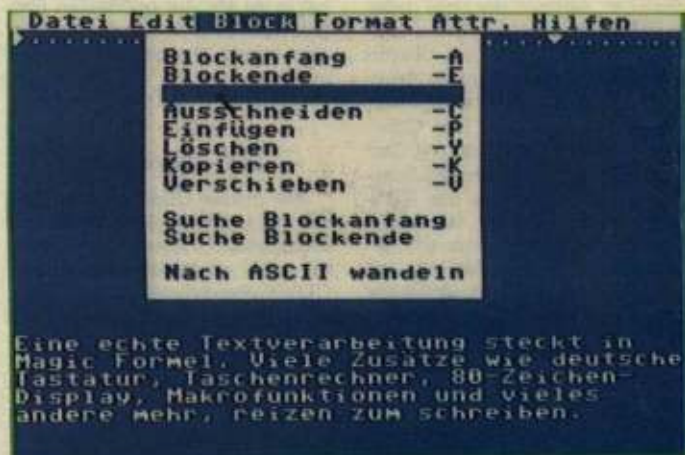 Datei Edit Block Format Attr. Hilfen
Blockanfang -A
Blockende -E
Ausschneiden -C
Einfügen -P
Löschen -Y
Kopieren -K
Verschieben -V
Suche Blockanfang
Suche Blockende
Nach ASCII wandeln
Eine echte Textverarbeitung steckt in
Magic Formel. Viele Zusätze wie deutsche
Tastatur, Taschenrechner, 80-Zeichen-
Display, Makrofunktionen und vieles
andere mehr, reizen zum schreiben.